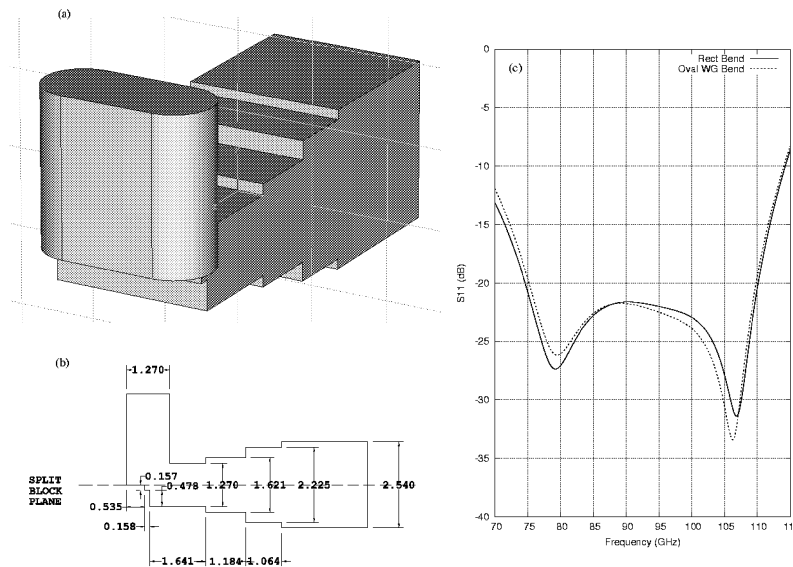 (a)
(b)
1.270
SPLIT
BLOCK
PLANE
0.157
0.478
1.270
1.621
2.225
2.540
0.535
0.158
1.641
1.184
1.064
(c)
Rect Bend
Oval WG Bend
0
-5
-10
-15
-20
-25
-30
-35
-40
S11 (dB)
70 75 80 85 90 95 100 105 110 11
Frequency (GHz)